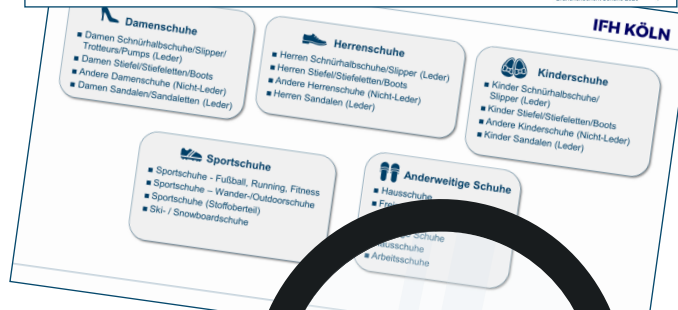 IFH KÖLN
Damenschuhe
■ Damen Schnürhalbschuhe/Slipper/
Trotteurs/Pumps (Leder)
■ Damen Stiefel/Stiefeletten/Boots
■ Andere Damenschuhe (Nicht-Leder)
■ Damen Sandalen/Sandaletten (Leder)
Herrenschuhe
■ Herren Schnürhalbschuhe/Slipper (Leder)
■ Herren Stiefel/Stiefeletten/Boots
■ Andere Herrenschuhe (Nicht-Leder)
■ Herren Sandalen (Leder)
Kinderschuhe
■ Kinder Schnürhalbschuhe/
Slipper (Leder)
■ Kinder Stiefel/Stiefeletten/Boots
■ Andere Kinderschuhe (Nicht-Leder)
■ Kinder Sandalen (Leder)
Sportschuhe
■ Sportschuhe - Fußball, Running, Fitness
■ Sportschuhe – Wander-/Outdoorschuhe
■ Sportschuhe (Stoffoberteil)
■ Ski- / Snowboardschuhe
Anderweitige Schuhe
■ Hausschuhe
Schuhe
■ Arbeitsschuhe